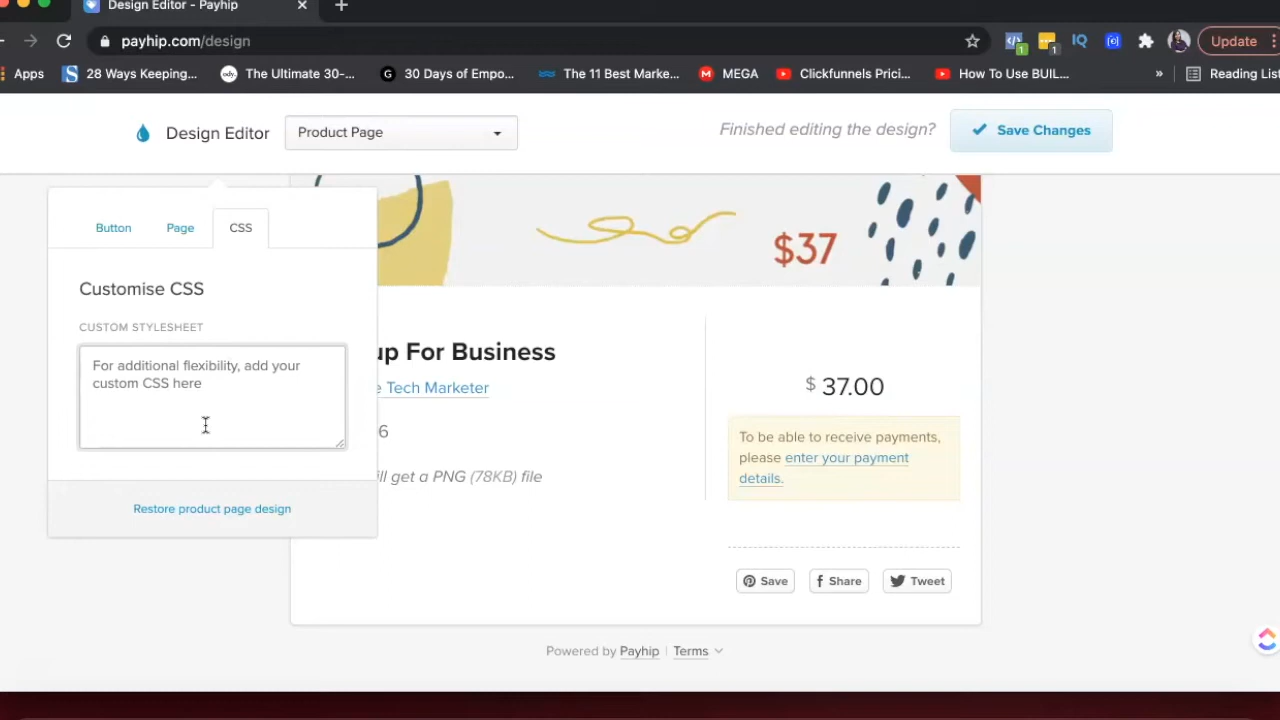 Design Editor - Payhip
payhip.com/design
1
1
IQ
Update
Apps
28 Ways Keeping...
ody.
The Ultimate 30-...
G
30 Days of Empo...
The 11 Best Marke...
MEGA
Clickfunnels Prici...
How To Use BUIL...
»
Reading List
Design Editor
Product Page
Finished editing the design?
Save Changes
Button
Page
CSS
$37
Customise CSS
CUSTOM STYLESHEET
For additional flexibility, add your
custom CSS here
Restore product page design
up For Business
e Tech Marketer
6
ill get a PNG (78KB) file
$ 37.00
To be able to receive payments,
please enter your payment
details.
Save
Share
Tweet
Powered by Payhip | Terms